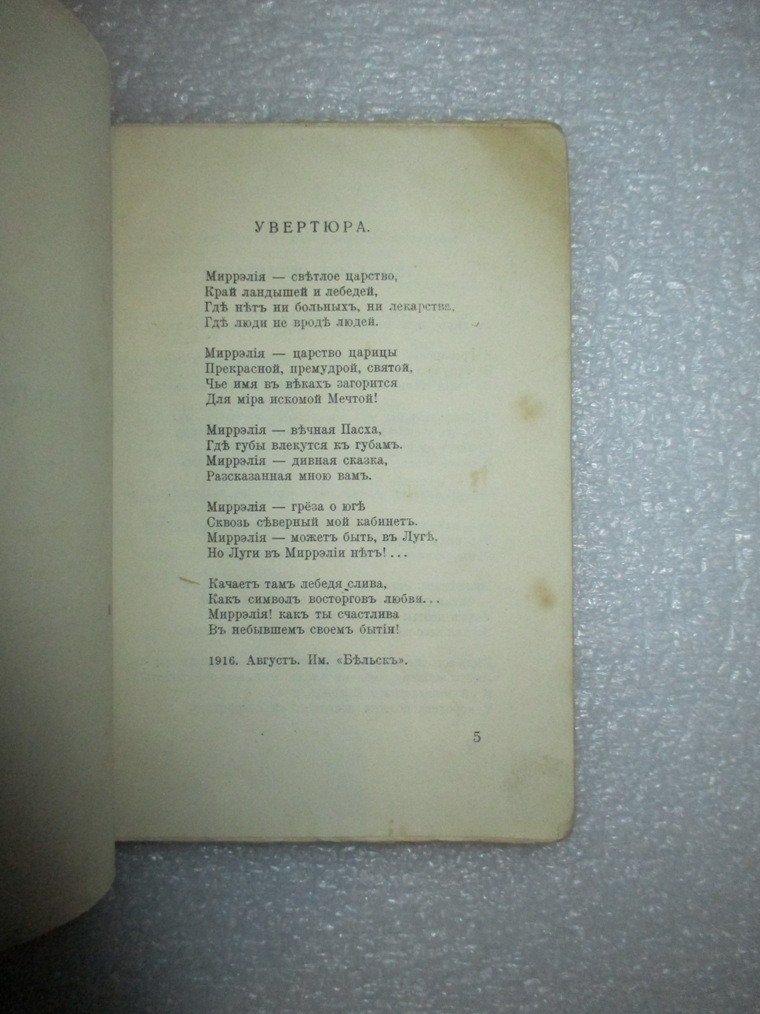 УВЕРТЮРА.
Миррэлія — свѣтлое царство,
Край ландышей и лебедей,
Гдѣ нѣтъ ни больныхъ, ни лекарства,
Гдѣ люди не вродѣ людей.
Миррэлія — царство царицы
Прекрасной, премудрой, святой,
Чье имя въ вѣкахъ загорится
Для міра искомой Мечтой!
Миррэлія — вѣчная Пасха,
Гдѣ губы влекутся къ губамъ.
Миррэлія — дивная сказка,
Разсказанная мною вамъ.
Миррэлія — грёза о югѣ
Сквозь сѣверный мой кабинетъ.
Миррэлія — можетъ быть, въ Лугѣ,
Но Луги въ Миррэліи нѣтъ!...
Качаетъ тамъ лебедя слива,
Какъ символъ восторговъ любви...
Миррэлія! какъ ты счастлива
Въ небывшемъ своемъ бытіи!
1916. Августъ. Им. «Бѣльскъ».
5